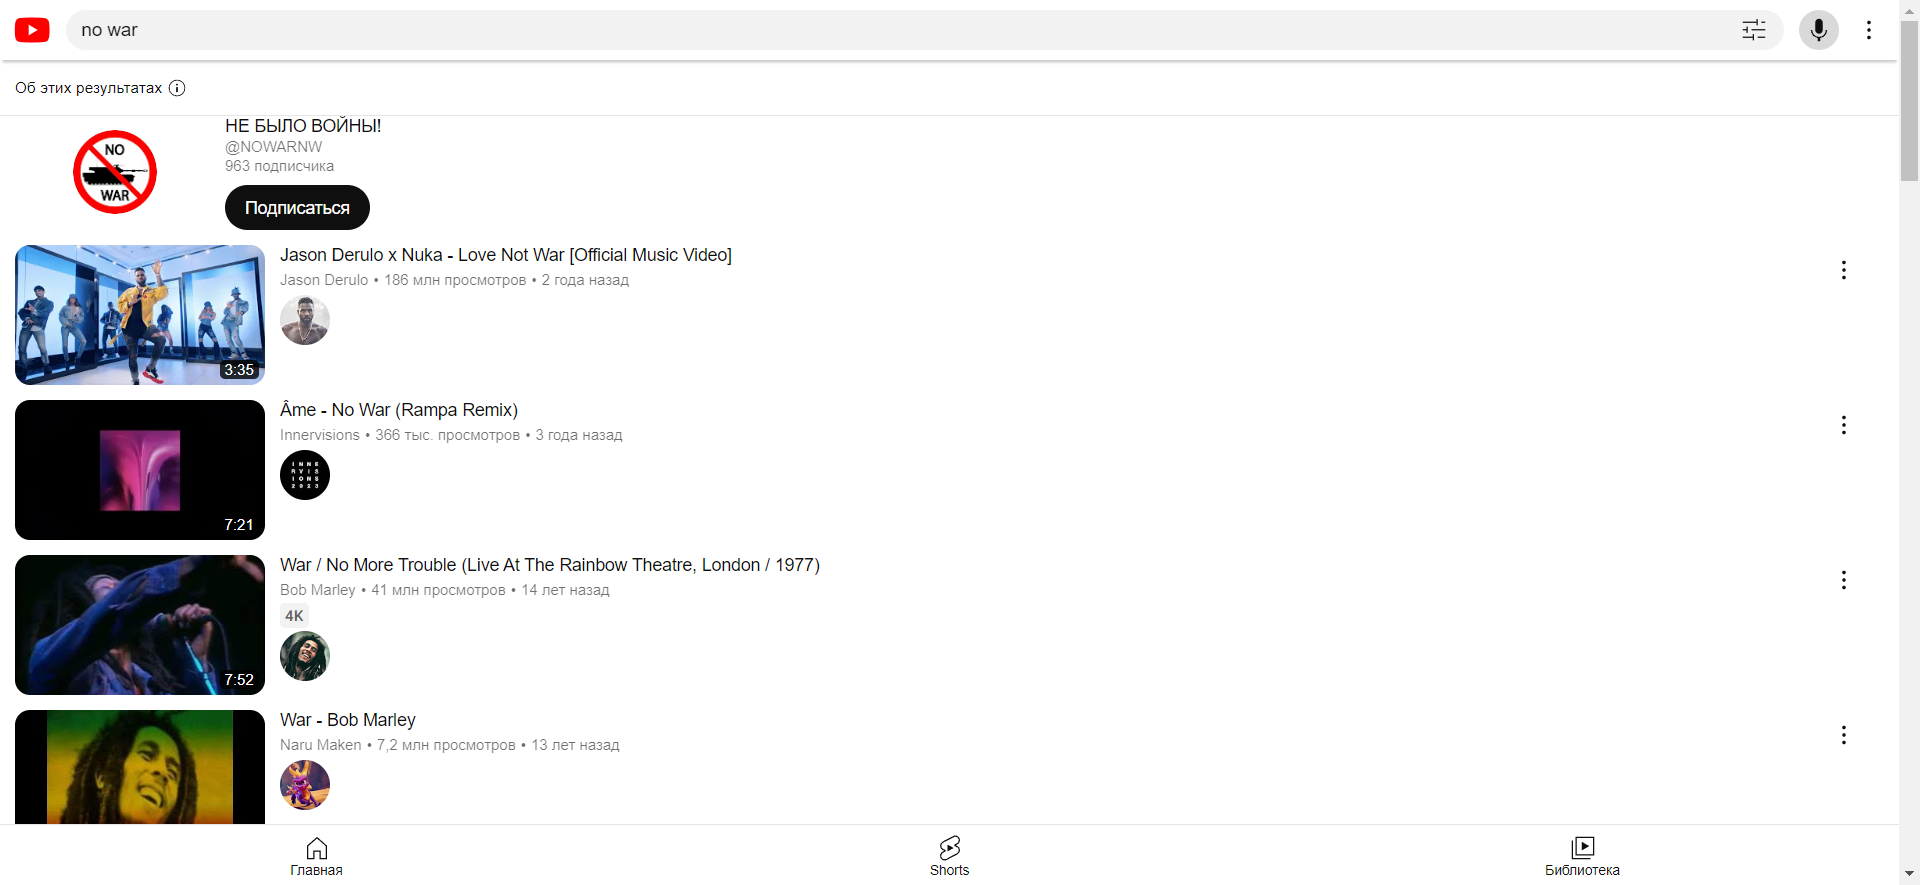 no war
Об этих результатах
НЕ БЫЛО ВОЙНЫ!
@NOWARNW
963 подписчика
Подписаться
NO
WAR
Jason Derulo x Nuka - Love Not War [Official Music Video]
Jason Derulo • 186 млн просмотров • 2 года назад
3:35
Âme - No War (Rampa Remix)
Innervisions • 366 тыс. просмотров • 3 года назад
INNE
RVIS
IONS
2023
7:21
War / No More Trouble (Live At The Rainbow Theatre, London / 1977)
Bob Marley • 41 млн просмотров • 14 лет назад
4K
7:52
War - Bob Marley
Naru Maken • 7,2 млн просмотров • 13 лет назад
Главная
Shorts
Библиотека